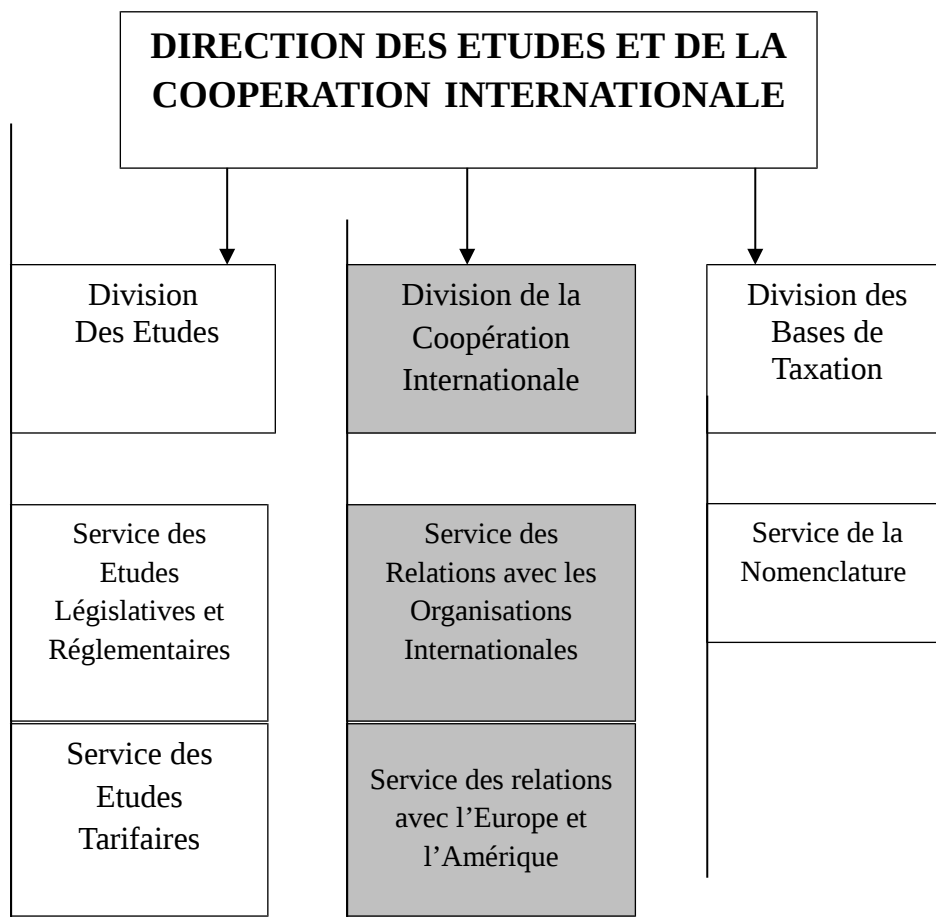 DIRECTION DES ETUDES ET DE LA
COOPERATION INTERNATIONALE
Division
Des Etudes
Division de la
Coopération
Internationale
Division des
Bases de
Taxation
Service des
Etudes
Législatives et
Réglementaires
Service des
Relations avec les
Organisations
Internationales
Service de la
Nomenclature
Service des
Etudes
Tarifaires
Service des relations
avec l’Europe et
l’Amérique